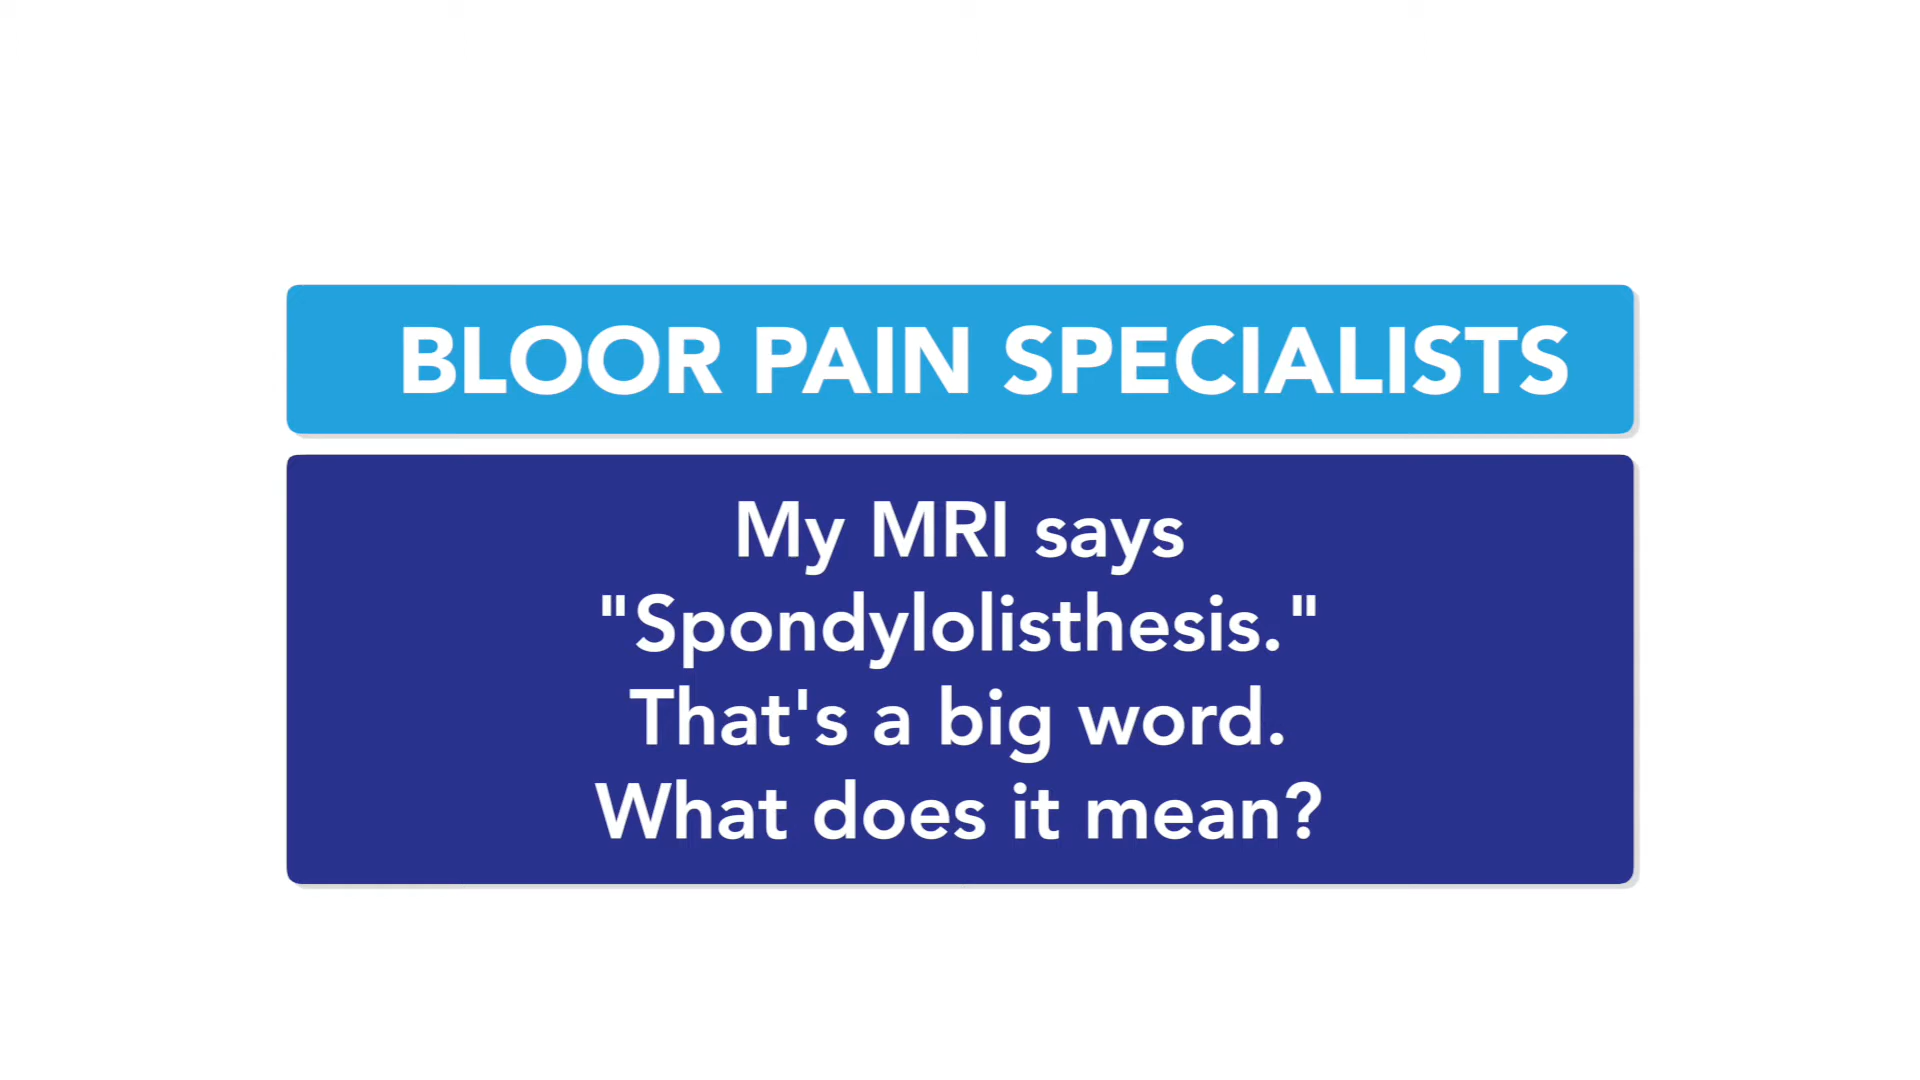 BLOOR PAIN SPECIALISTS
My MRI says
"Spondylolisthesis."
That's a big word.
What does it mean?